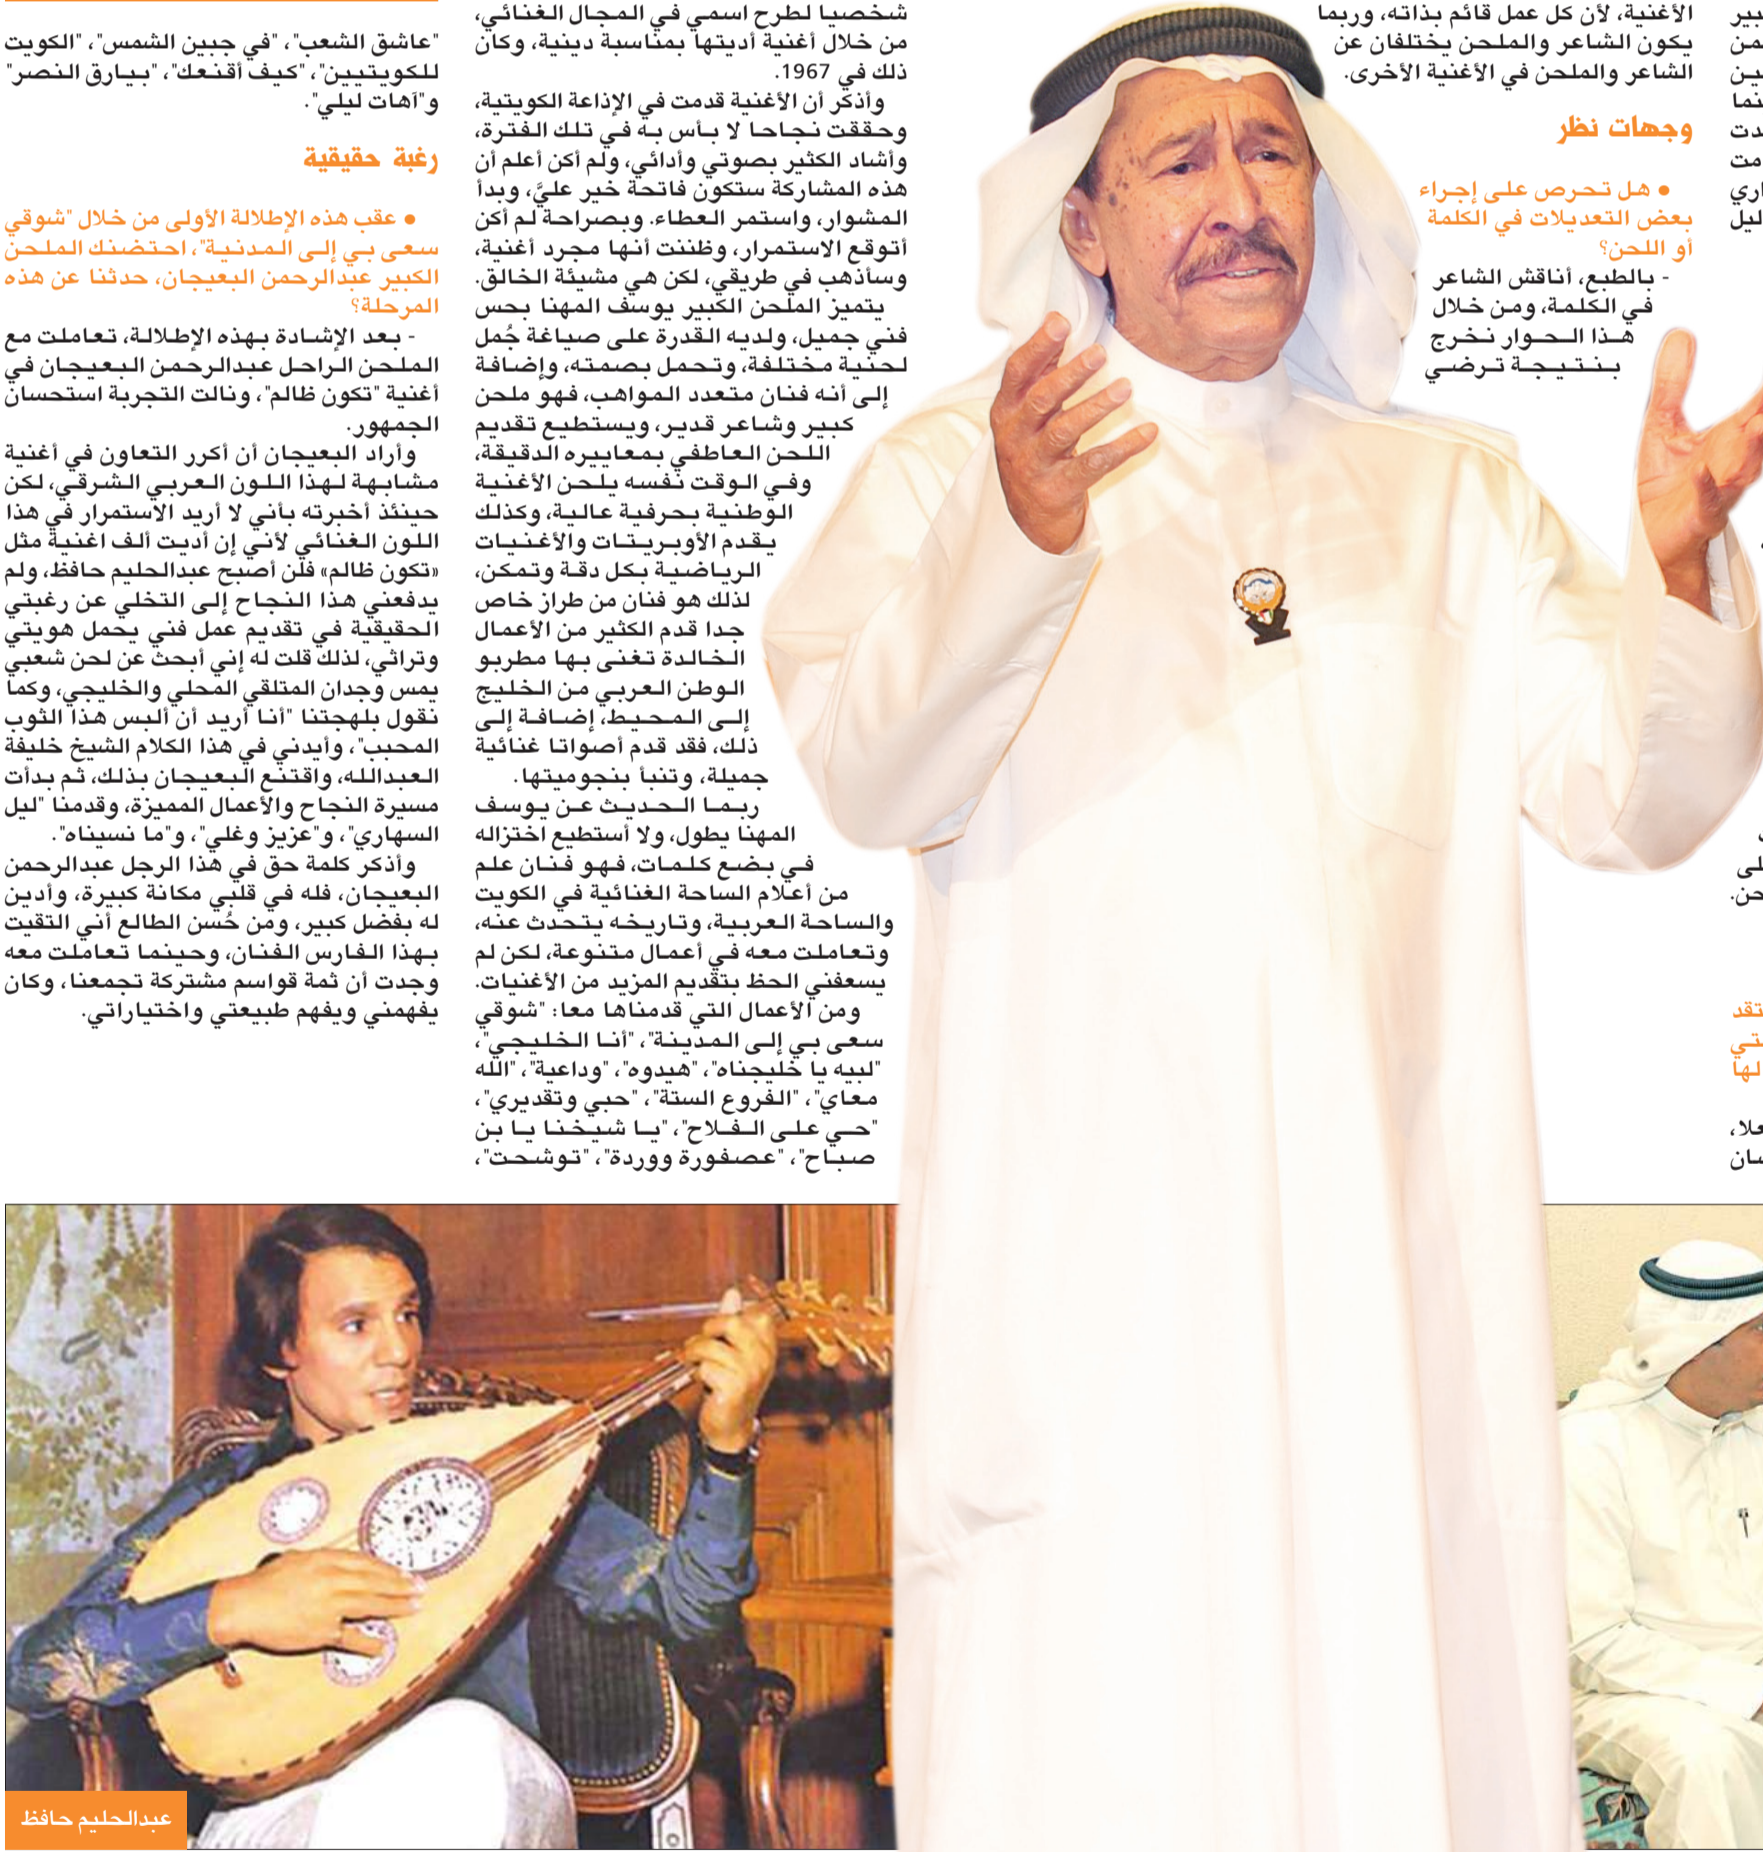 الأغنية، لأن كل عمل قائم بذاته، وربما
يكون الشاعر والملحن يختلفان عن
الشاعر والملحن في الأغنية الأخرى.
وجهات نظر
• هل تحرص على إجراء
بعض التعديلات في الكلمة
أو اللحن؟
- بالطبع، أناقش الشاعر
في الكلمة، ومن خلال
هذا الحوار نخرج
بنتيجة ترضي
شخصيا لطرح اسمي في المجال الغنائي،
من خلال أغنية أديتها بمناسبة دينية، وكان
ذلك في 1967.
وأذكر أن الأغنية قدمت في الإذاعة الكويتية،
وحققت نجاحا لا بأس به في تلك الفترة،
وأشاد الكثير بصوتي وأدائي، ولم أكن أعلم أن
هذه المشاركة ستكون فاتحة خير عليَّ، وبدأ
المشوار، واستمر العطاء. وبصراحة لم أكن
أتوقع الاستمرار، وظننت أنها مجرد أغنية،
وسأذهب في طريقي، لكن هي مشيئة الخالق.
يتميز الملحن الكبير يوسف المهنا بحس
فني جميل، ولديه القدرة على صياغة جُمل
لحنية مختلفة، وتحمل بصمته، وإضافة
إلى أنه فنان متعدد المواهب، فهو ملحن
كبير وشاعر قدير، ويستطيع تقديم
اللحن العاطفي بمعاييره الدقيقة،
وفي الوقت نفسه يلحن الأغنية
الوطنية بحرفية عالية، وكذلك
يقدم الأوبريتات والأغنيات
الرياضية بكل دقة وتمكن،
لذلك هو فنان من طراز خاص
جدا قدم الكثير من الأعمال
الخالدة تغنى بها مطربو
الوطن العربي من الخليج
إلى المحيط، إضافة إلى
ذلك، فقد قدم أصواتا غنائية
جميلة، وتنبأ بنجوميتها.
ربما الحديث عن يوسف
المهنا يطول، ولا أستطيع اختزاله
في بضع كلمات، فهو فنان علم
من أعلام الساحة الغنائية في الكويت
والساحة العربية، وتاريخه يتحدث عنه،
وتعاملت معه في أعمال متنوعة، لكن لم
يسعفني الحظ بتقديم المزيد من الأغنيات.
ومن الأعمال التي قدمناها معا: "شوقي
سعى بي إلى المدينة"، "أنا الخليجي"،
"لبيه يا خليجناه"، "هيدوه"، "وداعية"، "الله
معاي"، "الفروع الستة"، "حبي وتقديري"،
"حي على الفلاح"، "يا شيخنا يا بن
صباح"، "عصفورة ووردة"، "توشحت"،
"عاشق الشعب"، "في جبين الشمس"، "الكويت
للكويتيين"، "كيف أقنعك"، "بيارق النصر"
و"آهات ليلي".
رغبة حقيقية
• عقب هذه الإطلالة الأولى من خلال "شوقي
سعى بي إلى المدنية"، احتضنك الملحن
الكبير عبدالرحمن البعيجان، حدثنا عن هذه
المرحلة؟
- بعد الإشادة بهذه الإطلالة، تعاملت مع
الملحن الراحل عبدالرحمن البعيجان في
أغنية "تكون ظالم"، ونالت التجربة استحسان
الجمهور.
وأراد البعيجان أن أكرر التعاون في أغنية
مشابهة لهذا اللون العربي الشرقي، لكن
حينئذ أخبرته بأني لا أريد الاستمرار في هذا
اللون الغنائي لأني إن أديت ألف اغنية مثل
«تكون ظالم» فلن أصبح عبدالحليم حافظ، ولم
يدفعني هذا النجاح إلى التخلي عن رغبتي
الحقيقية في تقديم عمل فني يحمل هويتي
وتراثي، لذلك قلت له إني أبحث عن لحن شعبي
يمس وجدان المتلقي المحلي والخليجي، وكما
نقول بلهجتنا "أنا أريد أن ألبس هذا الثوب
المحبب"، وأيدني في هذا الكلام الشيخ خليفة
العبدالله، واقتنع البعيجان بذلك، ثم بدأت
مسيرة النجاح والأعمال المميزة، وقدمنا "ليل
السهاري"، و"عزيز وغلي"، و"ما نسيناه".
وأذكر كلمة حق في هذا الرجل عبدالرحمن
البعيجان، فله في قلبي مكانة كبيرة، وأدين
له بفضل كبير، ومن حُسن الطالع أني التقيت
بهذا الفارس الفنان، وحينما تعاملت معه
وجدت أن ثمة قواسم مشتركة تجمعنا، وكان
يفهمني ويفهم طبيعتي واختياراتي.
عبدالحليم حافظ